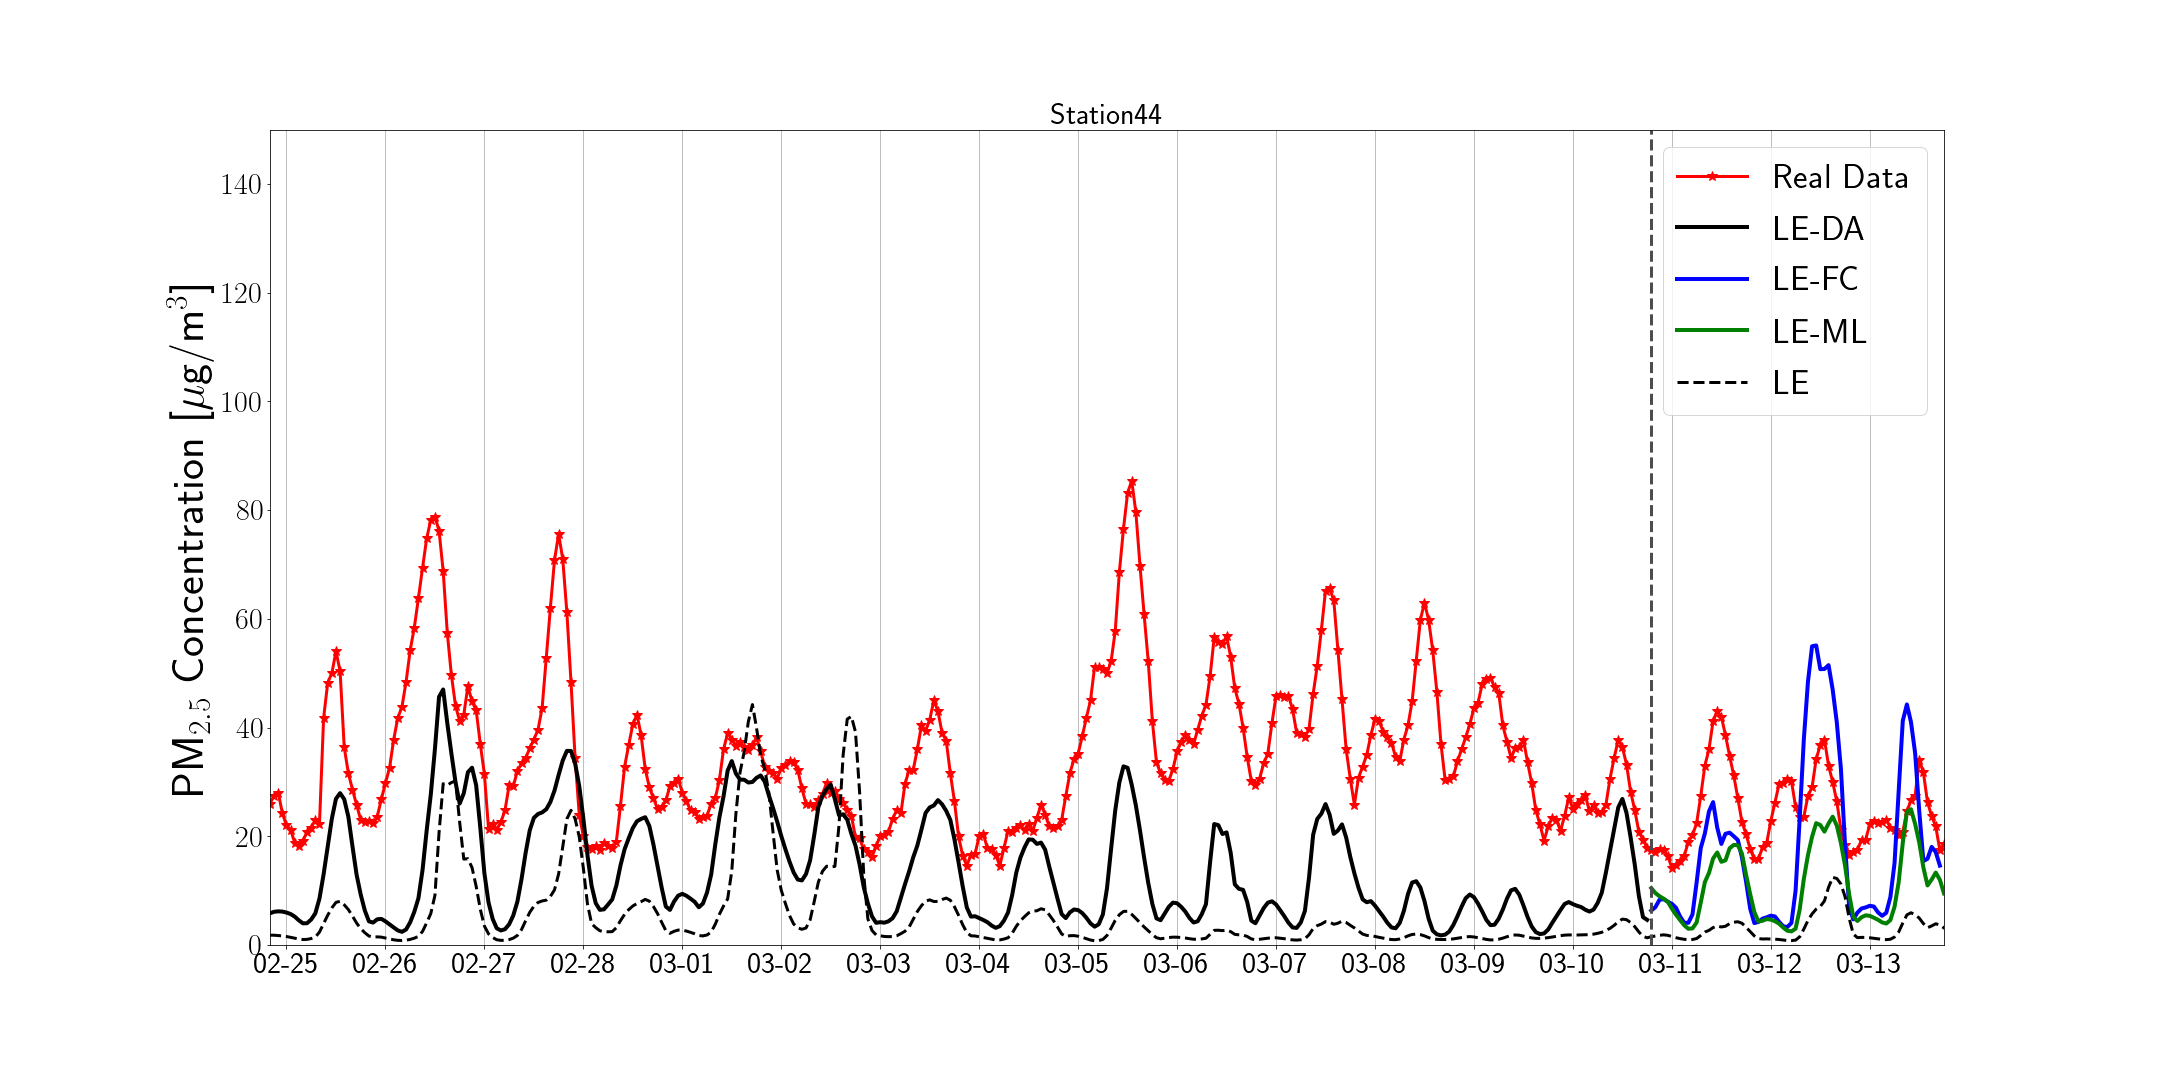 Station44
PM2.5 Concentration [μg/m³]
140
120
100
80
60
40
20
0
02-25 02-26 02-27 02-28 03-01 03-02 03-03 03-04 03-05 03-06 03-07 03-08 03-09 03-10 03-11 03-12 03-13
Real Data
LE-DA
LE-FC
LE-ML
LE